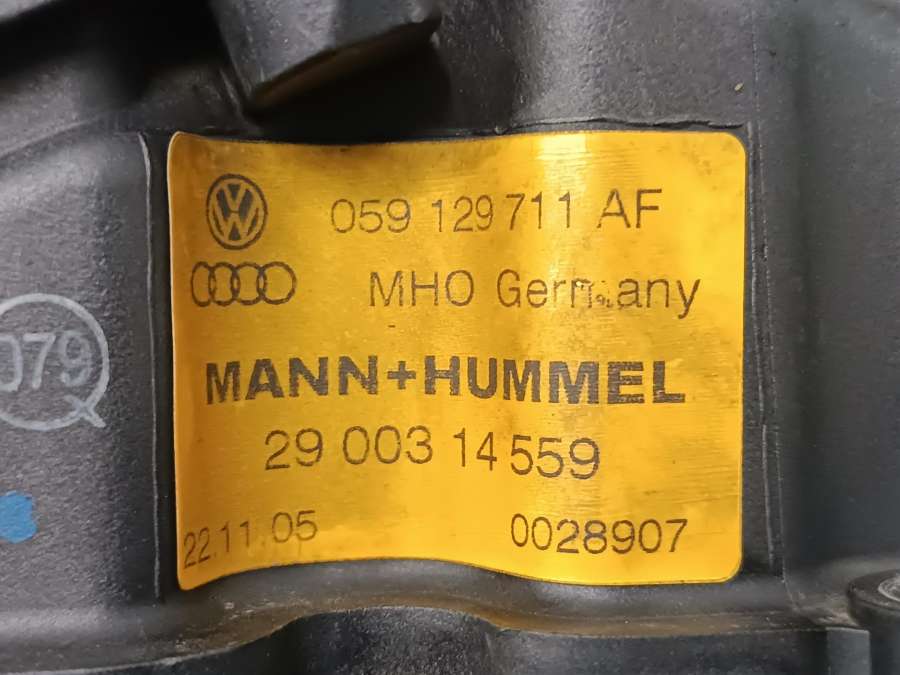 059 129 711 AF
MHO Germany
079
MANN+HUMMEL
29 003 14 559
22.11.05 0028907